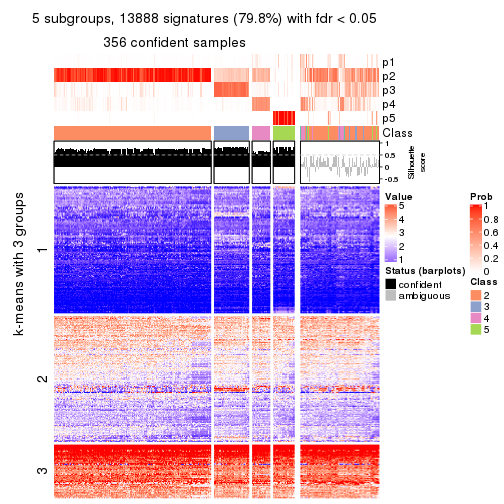 5 subgroups, 13888 signatures (79.8%) with fdr < 0.05
356 confident samples
p1
p2
p3
p4
p5
Class
1
0.5
0
-0.5
Silhouette
score
k-means with 3 groups
1
2
3
Value
5
4
3
2
1
Status (barplots)
confident
ambiguous
Prob
1
0.8
0.6
0.4
0.2
0
Class
2
3
4
5